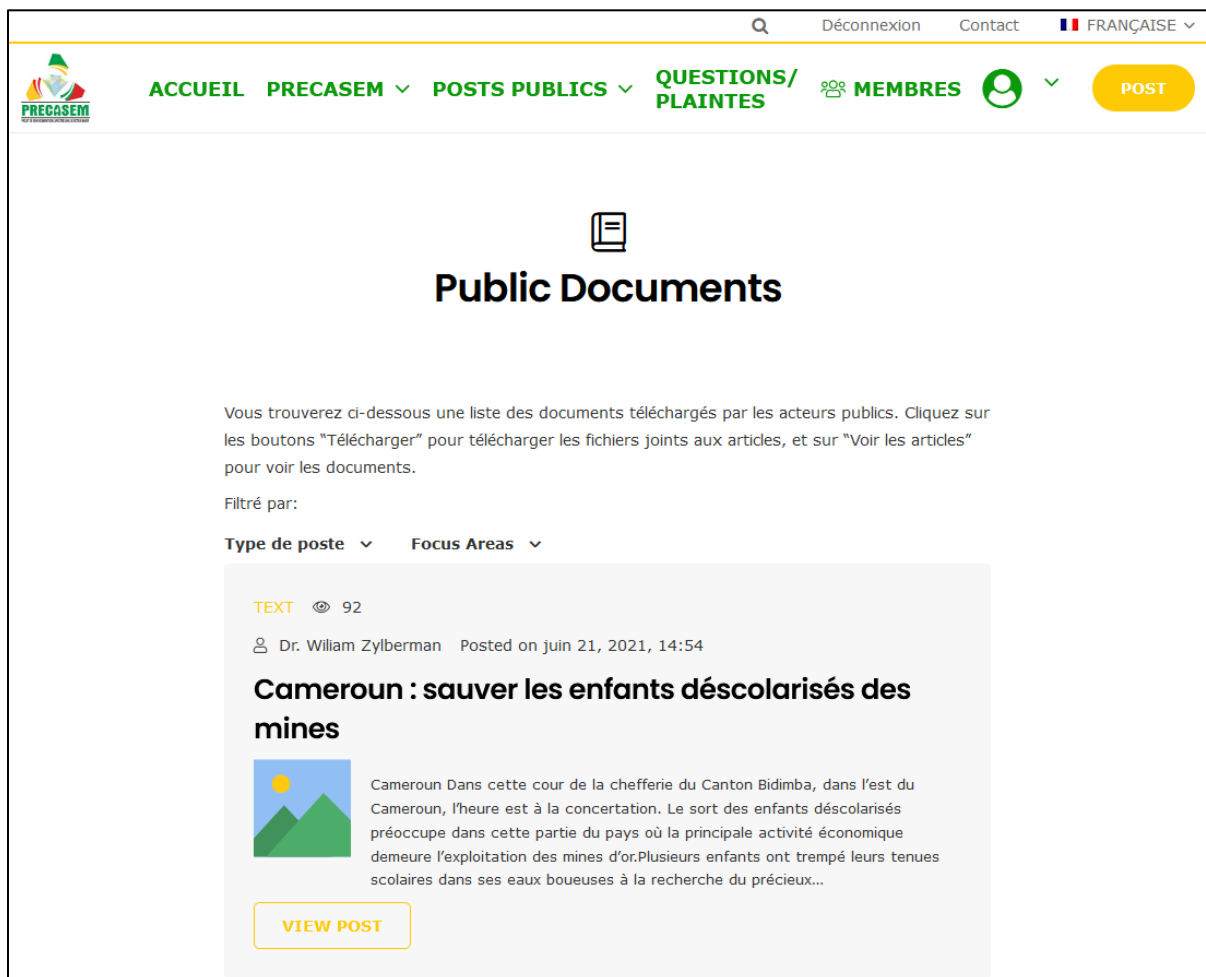 Déconnexion Contact FRANÇAISE
PRECASEM
ACCUEIL PRECASEM POSTS PUBLICS QUESTIONS/
PLAINTES MEMBRES POST
Public Documents
Vous trouverez ci-dessous une liste des documents téléchargés par les acteurs publics. Cliquez sur
les boutons “Télécharger” pour télécharger les fichiers joints aux articles, et sur “Voir les articles”
pour voir les documents.
Filtré par:
Type de poste Focus Areas
TEXT 92
Dr. Wiliam Zylberman Posted on juin 21, 2021, 14:54
Cameroun : sauver les enfants déscolarisés des
mines
Cameroun Dans cette cour de la chefferie du Canton Bidimba, dans l’est du
Cameroun, l’heure est à la concertation. Le sort des enfants déscolarisés
préoccupe dans cette partie du pays où la principale activité économique
demeure l’exploitation des mines d’or.Plusieurs enfants ont trempé leurs tenues
scolaires dans ses eaux boueuses à la recherche du précieux…
VIEW POST